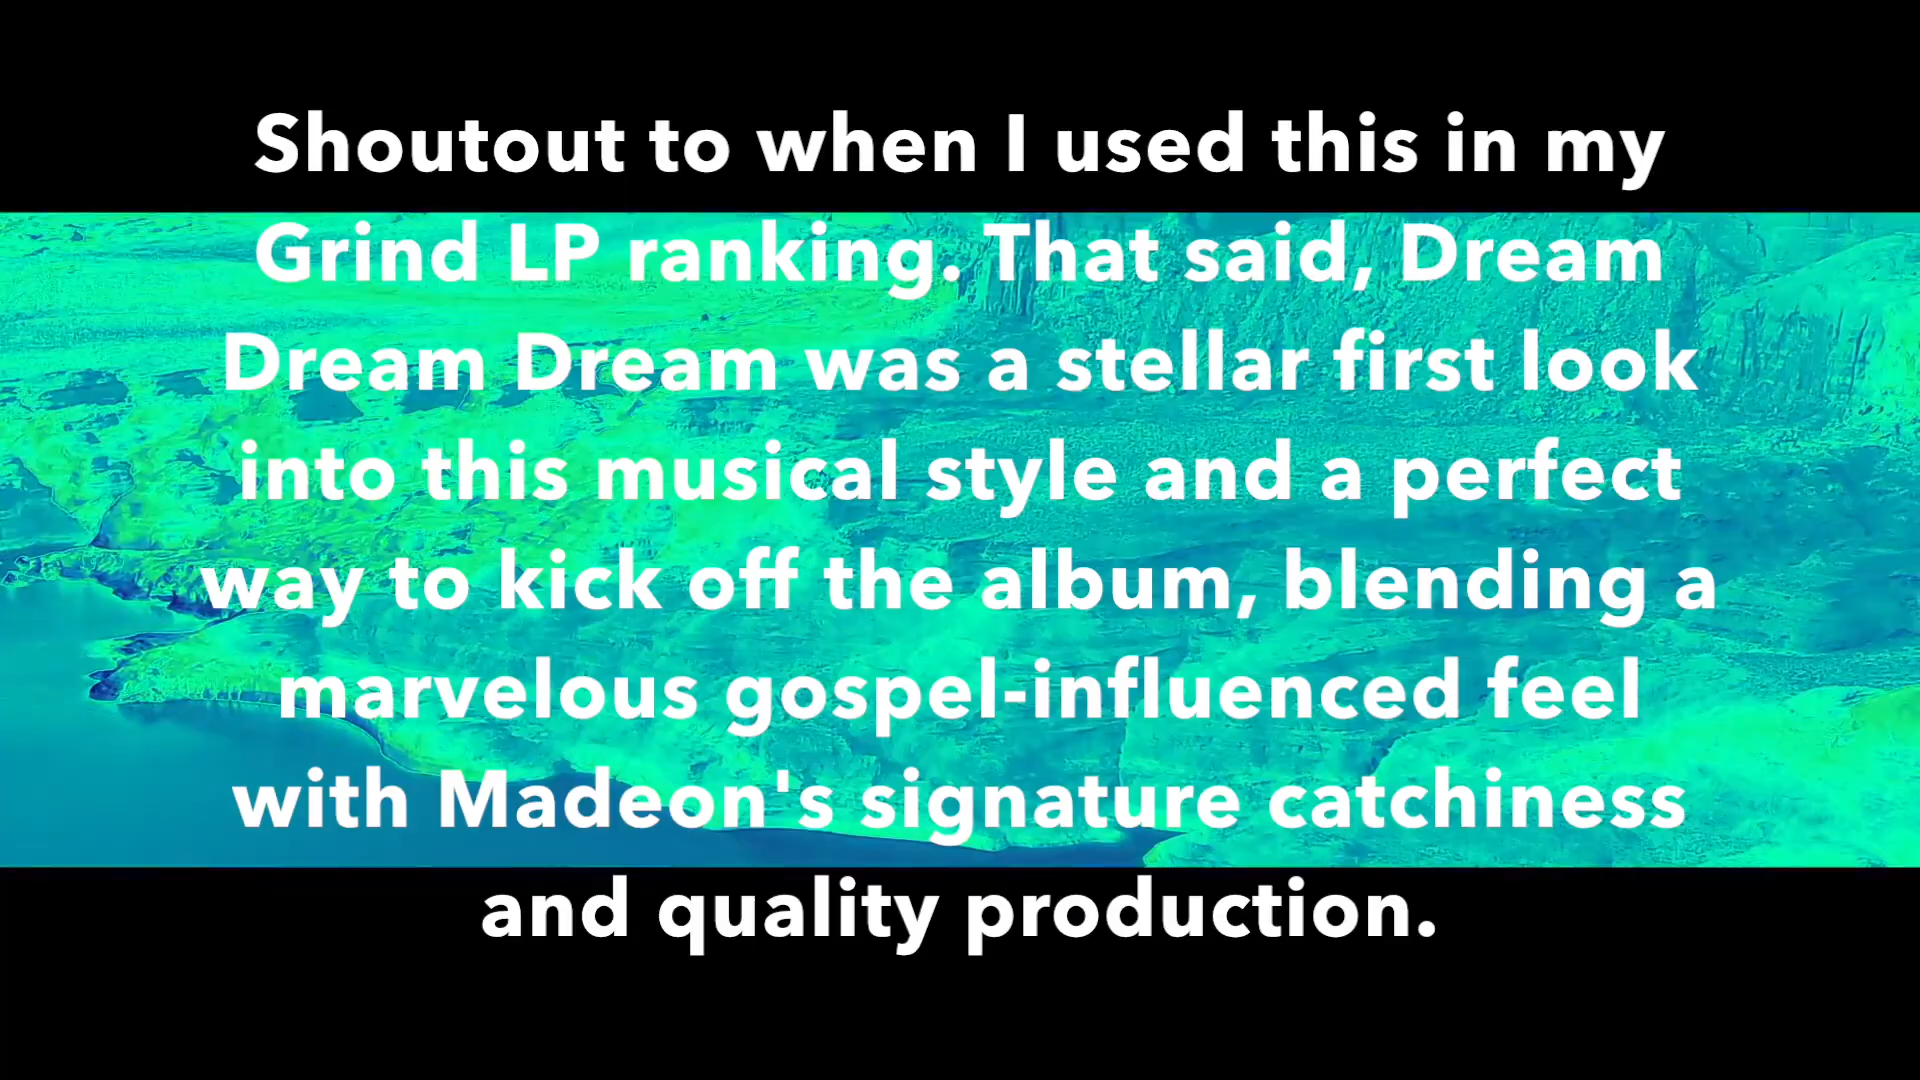 Shoutout to when I used this in my
Grind LP ranking. That said, Dream
Dream Dream was a stellar first look
into this musical style and a perfect
way to kick off the album, blending a
marvelous gospel-influenced feel
with Madeon's signature catchiness
and quality production.